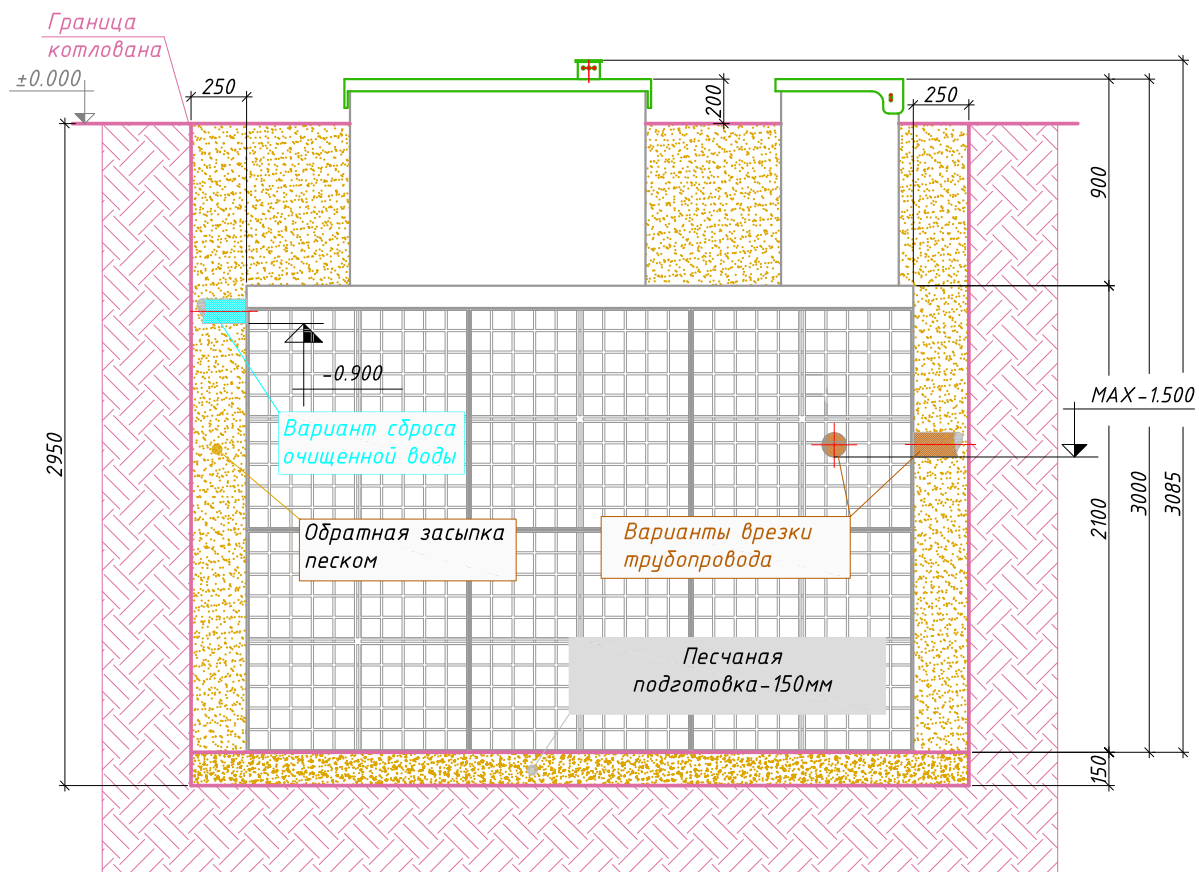 Граница
котлована
±0.000
250
200
250
900
-0.900
MAX-1.500
Вариант сброса
очищенной воды
2950
2100
3000
3085
Обратная засыпка
песком
Варианты врезки
трубопровода
Песчаная
подготовка-150мм
150